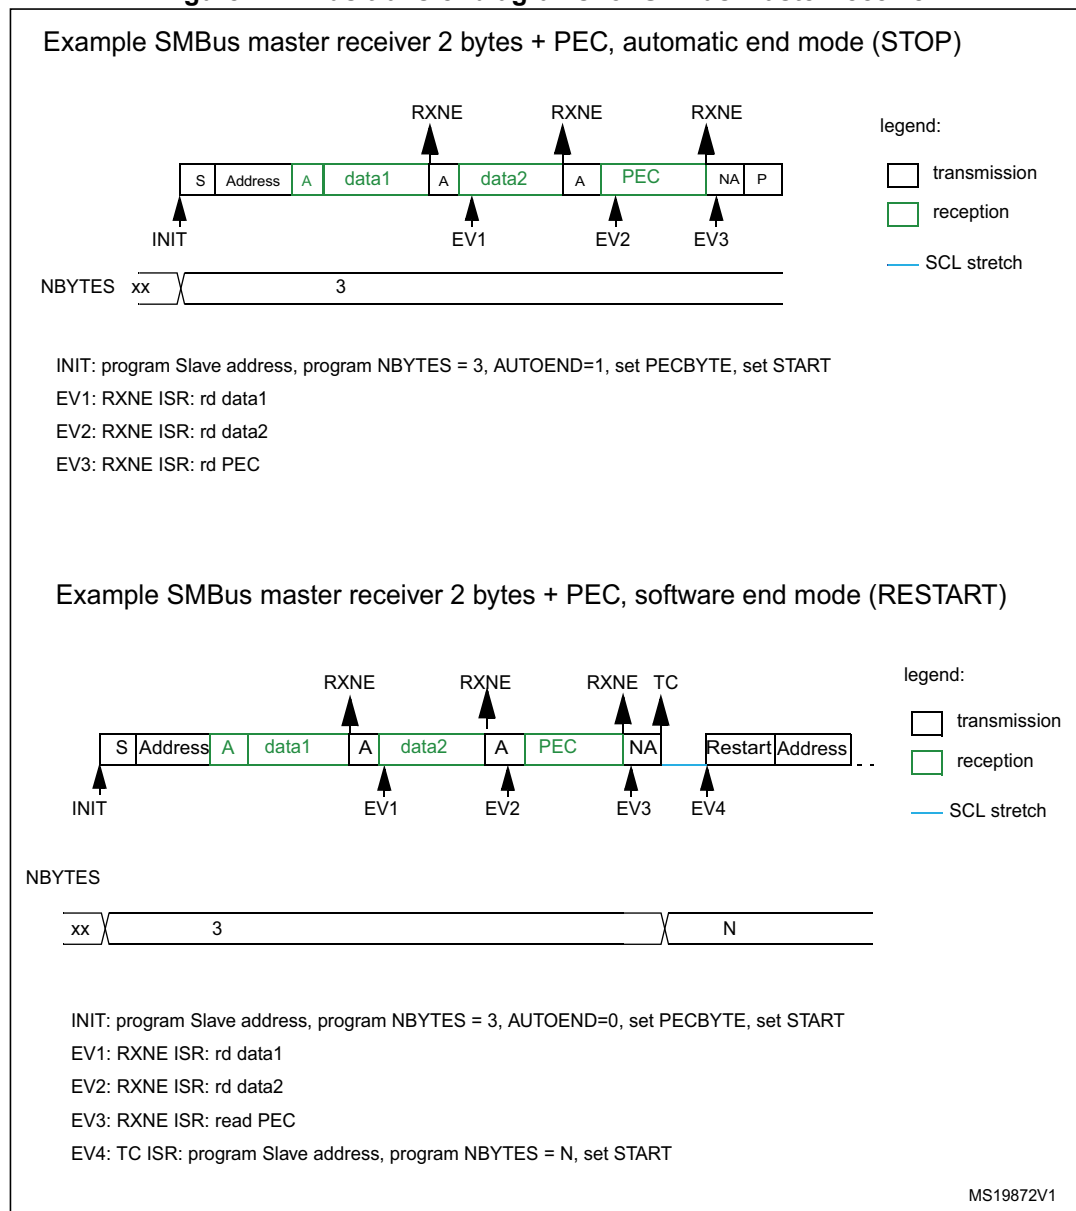 Example SMBus master receiver 2 bytes + PEC, automatic end mode (STOP)
RXNE RXNE RXNE
legend:
transmission
reception
SCL stretch
S Address A data1 A data2 A PEC NA P
INIT EV1 EV2 EV3
NBYTES xx 3
INIT: program Slave address, program NBYTES = 3, AUTOEND=1, set PECBYTE, set START
EV1: RXNE ISR: rd data1
EV2: RXNE ISR: rd data2
EV3: RXNE ISR: rd PEC
Example SMBus master receiver 2 bytes + PEC, software end mode (RESTART)
RXNE RXNE RXNE TC
legend:
transmission
reception
SCL stretch
S Address A data1 A data2 A PEC NA Restart Address
INIT EV1 EV2 EV3 EV4
NBYTES
xx 3 N
INIT: program Slave address, program NBYTES = 3, AUTOEND=0, set PECBYTE, set START
EV1: RXNE ISR: rd data1
EV2: RXNE ISR: rd data2
EV3: RXNE ISR: read PEC
EV4: TC ISR: program Slave address, program NBYTES = N, set START
MS19872V1